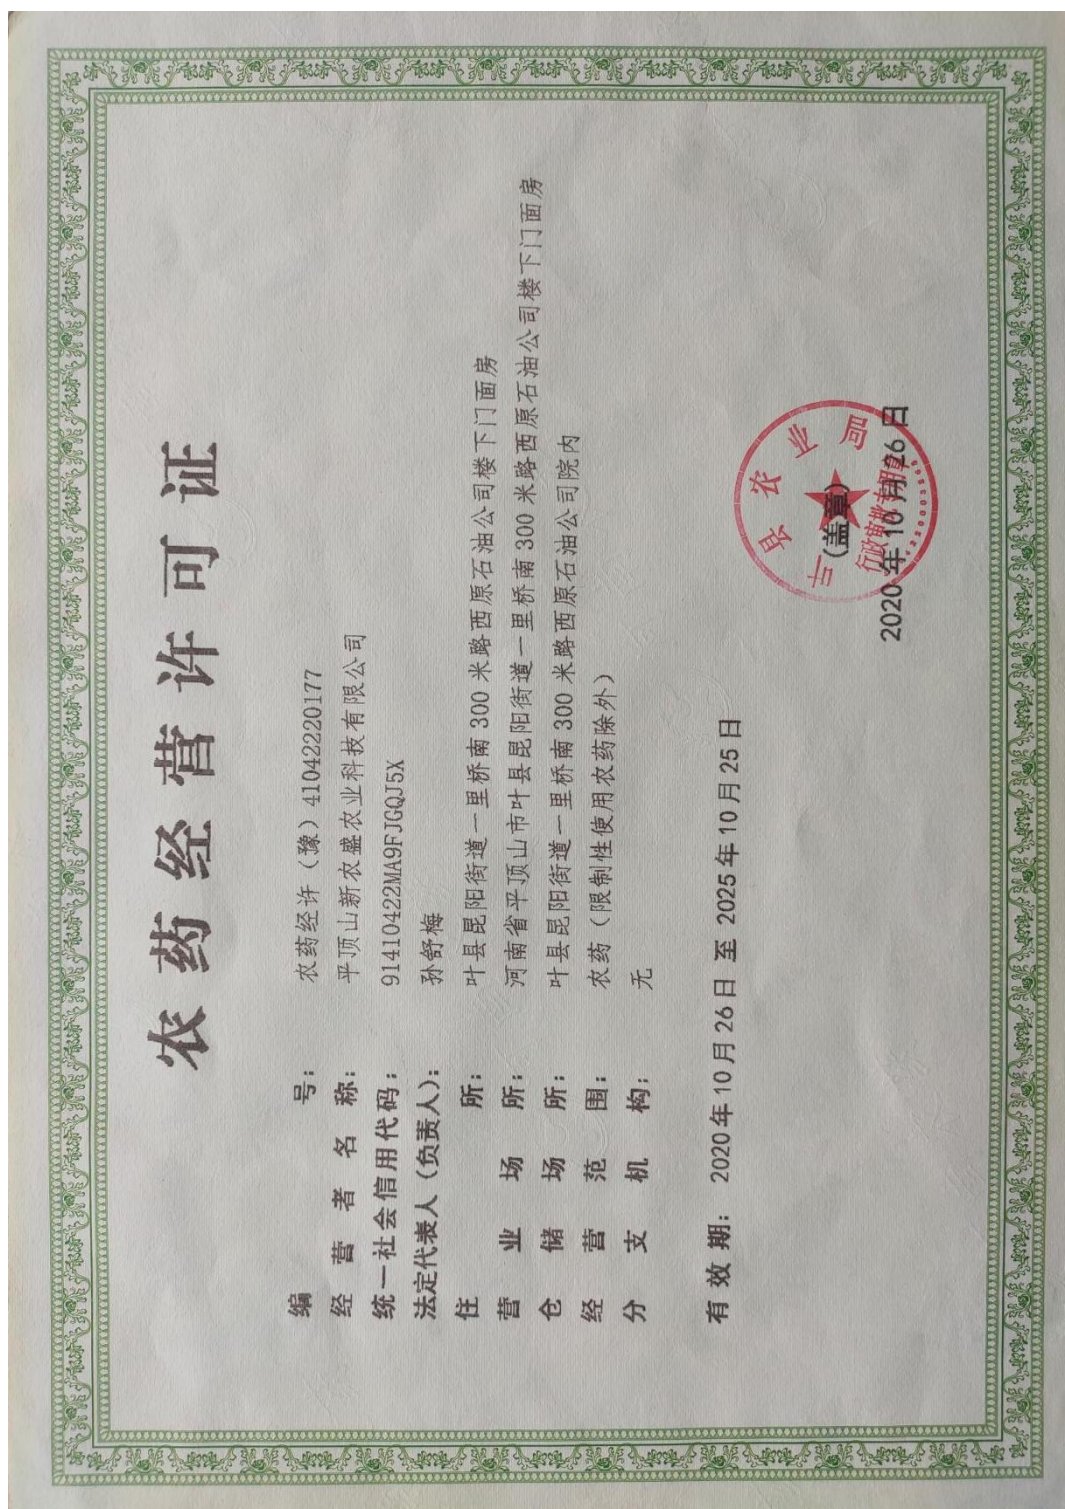 农药经营许可证
编号：农药经许（豫）41042220177
经营者名称：平顶山新农盛农业科技有限公司
统一社会信用代码：91410422MA9FJGQJ5X
法定代表人（负责人）：孙舒梅
住所：叶县昆阳街道一里桥南300米路西原石油公司楼下门面房
营业场所：河南省平顶山市叶县昆阳街道一里桥南300米路西原石油公司楼下门面房
仓储场所：叶县昆阳街道一里桥南300米路西原石油公司院内
经营范围：农药（限制性使用农药除外）
分支机构：无
有效期：2020年10月26日至2025年10月25日
叶县农业局
（盖章）
行政审批专用章
2020年10月26日